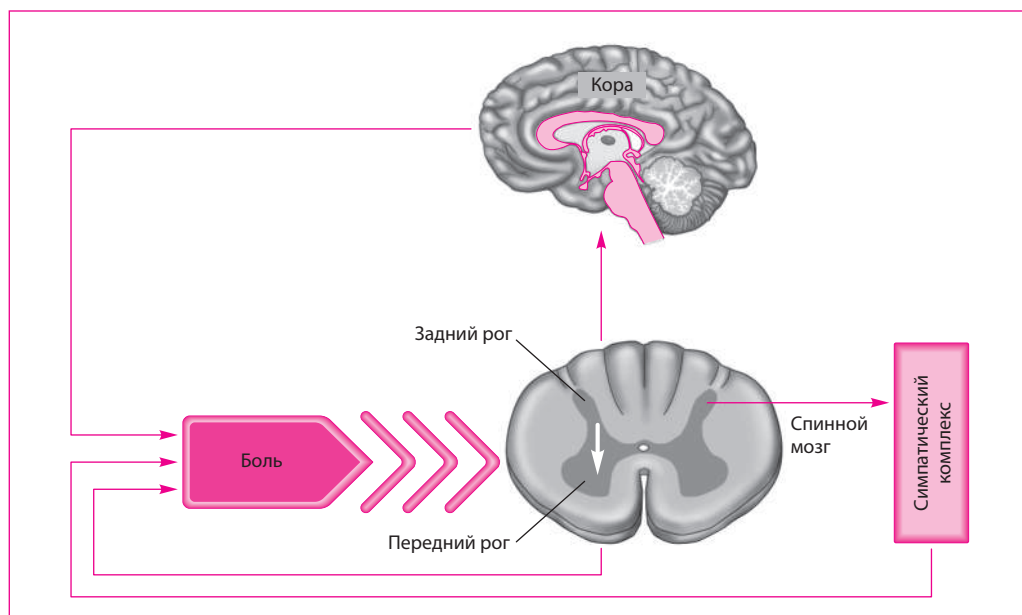 Кора
Задний рог
Спинной
мозг
Симпатический
комплекс
Боль
Передний рог